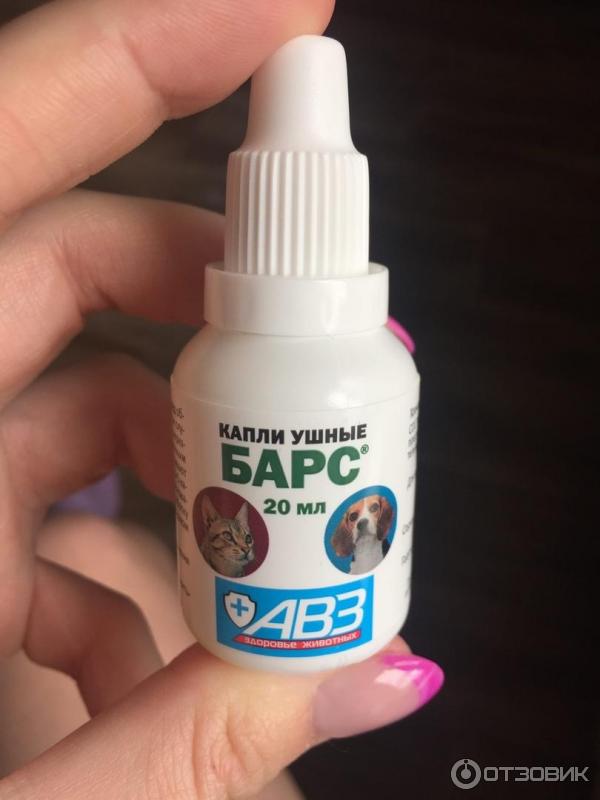 КАПЛИ УШНЫЕ
БАРС®
20 мл
АВЗ
здоровье животных
ОТЗОВИК